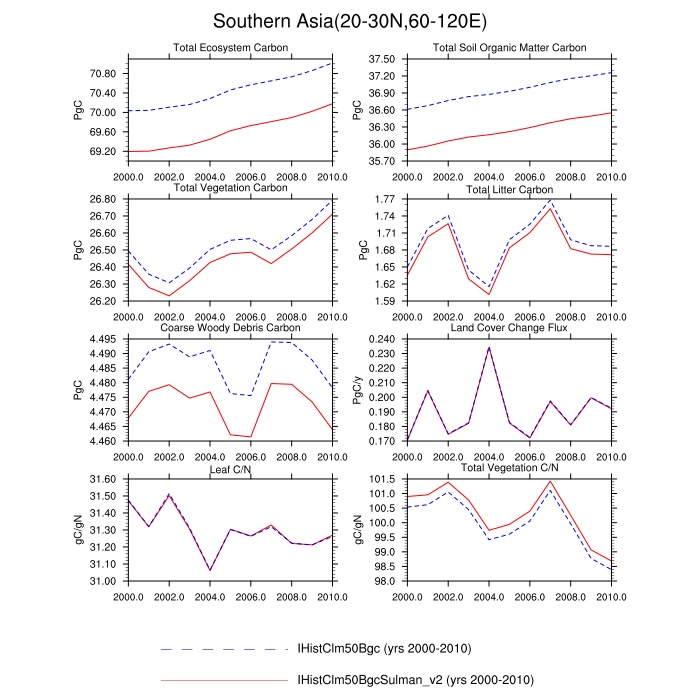 Southern Asia(20-30N,60-120E)
Total Ecosystem Carbon
PgC
70.80
70.40
70.00
69.60
69.20
2000.0 2002.0 2004.0 2006.0 2008.0 2010.0
Total Soil Organic Matter Carbon
PgC
37.50
37.20
36.90
36.60
36.30
36.00
35.70
2000.0 2002.0 2004.0 2006.0 2008.0 2010.0
Total Vegetation Carbon
PgC
26.80
26.70
26.60
26.50
26.40
26.30
26.20
2000.0 2002.0 2004.0 2006.0 2008.0 2010.0
Total Litter Carbon
PgC
1.77
1.74
1.71
1.68
1.65
1.62
1.59
2000.0 2002.0 2004.0 2006.0 2008.0 2010.0
Coarse Woody Debris Carbon
PgC
4.495
4.490
4.485
4.480
4.475
4.470
4.465
4.460
2000.0 2002.0 2004.0 2006.0 2008.0 2010.0
Land Cover Change Flux
PgC/y
0.240
0.230
0.220
0.210
0.200
0.190
0.180
0.170
2000.0 2002.0 2004.0 2006.0 2008.0 2010.0
Leaf C/N
gC/gN
31.60
31.50
31.40
31.30
31.20
31.10
31.00
2000.0 2002.0 2004.0 2006.0 2008.0 2010.0
Total Vegetation C/N
gC/gN
101.5
101.0
100.5
100.0
99.5
99.0
98.5
98.0
2000.0 2002.0 2004.0 2006.0 2008.0 2010.0
IHistClm50Bgc (yrs 2000-2010)
IHistClm50BgcSulman_v2 (yrs 2000-2010)